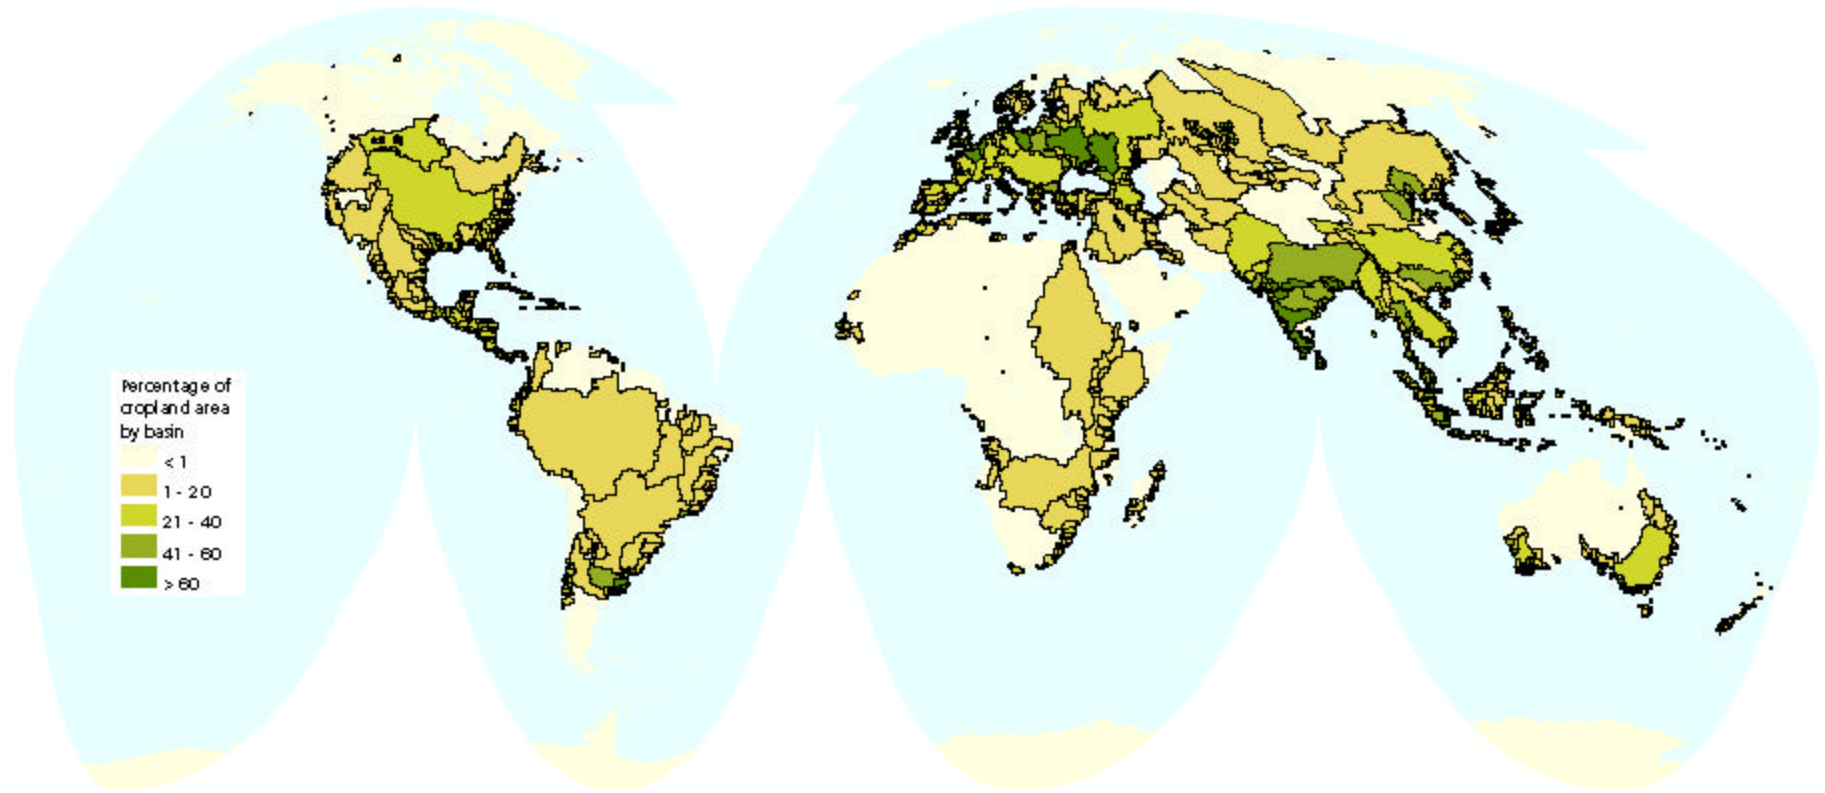 Percentage of
cropland area
by basin
< 1
1 - 20
21 - 40
41 - 60
> 60